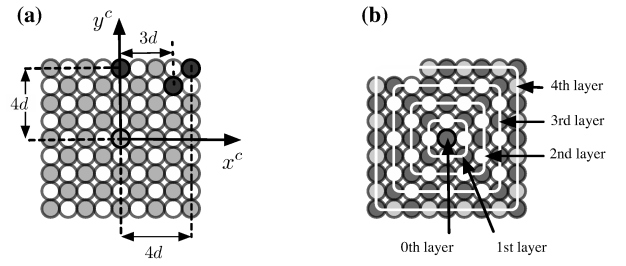 (a)
y^c
3d
4d
x^c
4d
(b)
4th layer
3rd layer
2nd layer
0th layer
1st layer